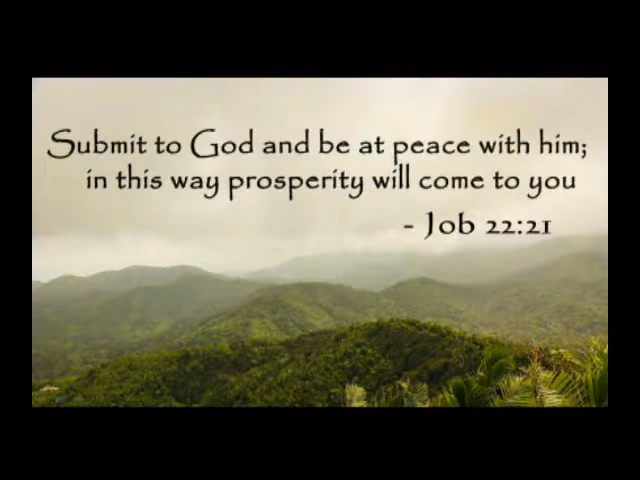 Submit to God and be at peace with him;
in this way prosperity will come to you
- Job 22:21